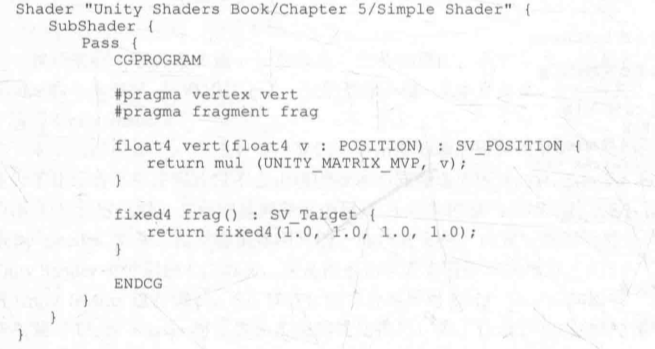 Shader "Unity Shaders Book/Chapter 5/Simple Shader" {
    SubShader {
        Pass {
            CGPROGRAM

            #pragma vertex vert
            #pragma fragment frag

            float4 vert(float4 v : POSITION) : SV_POSITION {
                return mul (UNITY_MATRIX_MVP, v);
            }

            fixed4 frag() : SV_Target {
                return fixed4(1.0, 1.0, 1.0, 1.0);
            }

            ENDCG
        }
    }
}